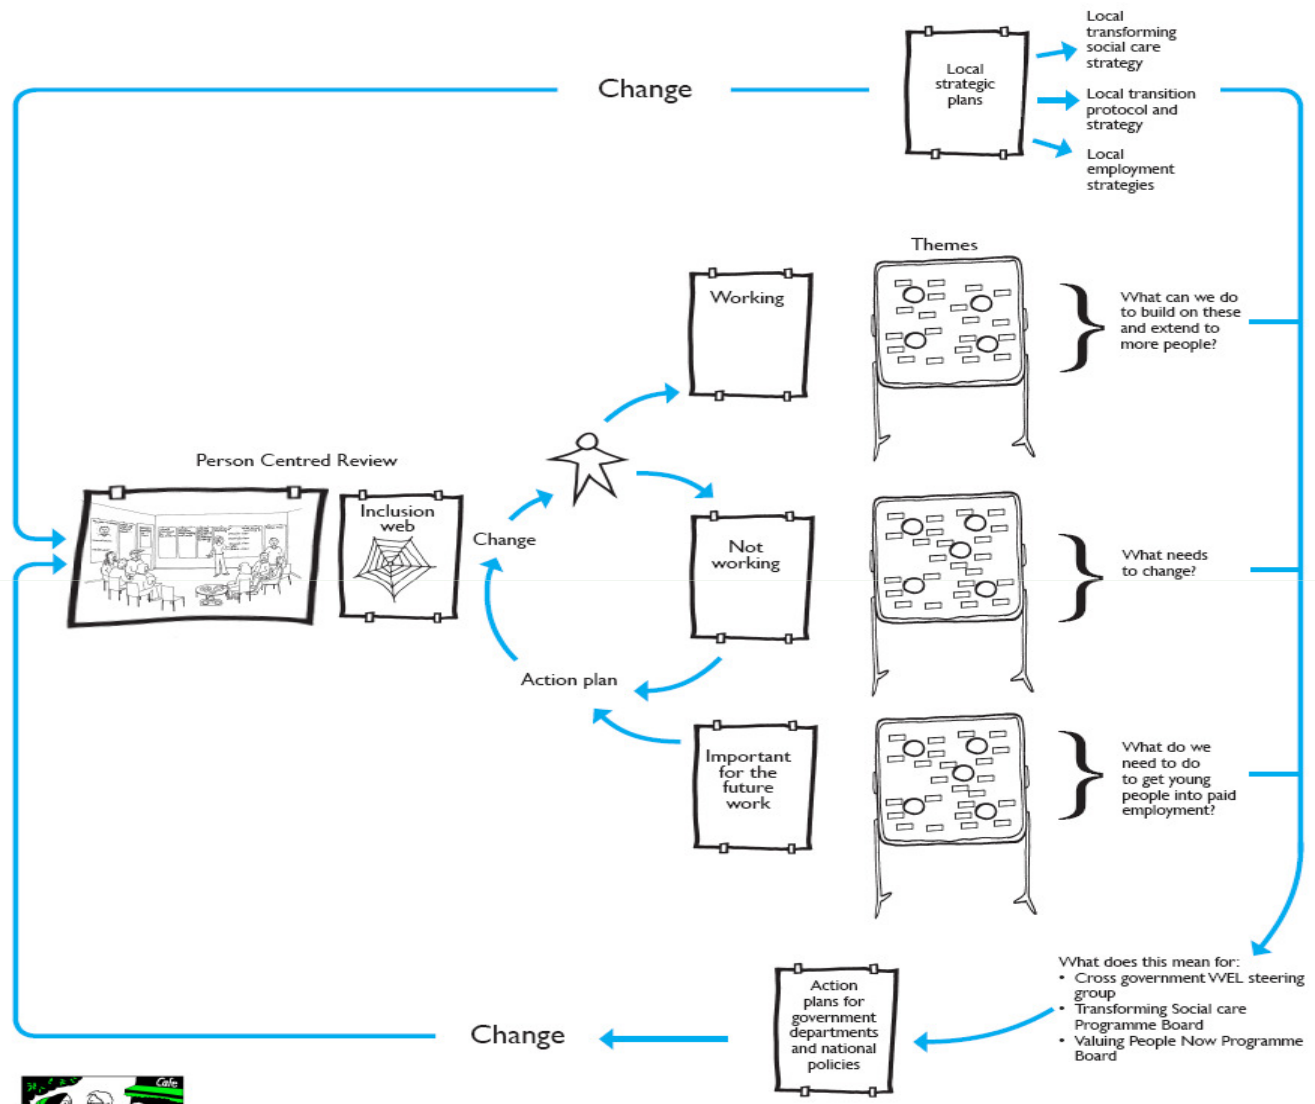 Change
Local
strategic
plans
Local
transforming
social care
strategy
Local transition
protocol and
strategy
Local
employment
strategies
Themes
Working
What can we do
to build on these
and extend to
more people?
Person Centred Review
Inclusion
web
Change
Not
working
What needs
to change?
Action plan
Important
for the
future
work
What do we
need to do
to get young
people into paid
employment?
What does this mean for:
• Cross government WEL steering
group
• Transforming Social care
Programme Board
• Valuing People Now Programme
Board
Action
plans for
government
departments
and national
policies
Change
Cafe